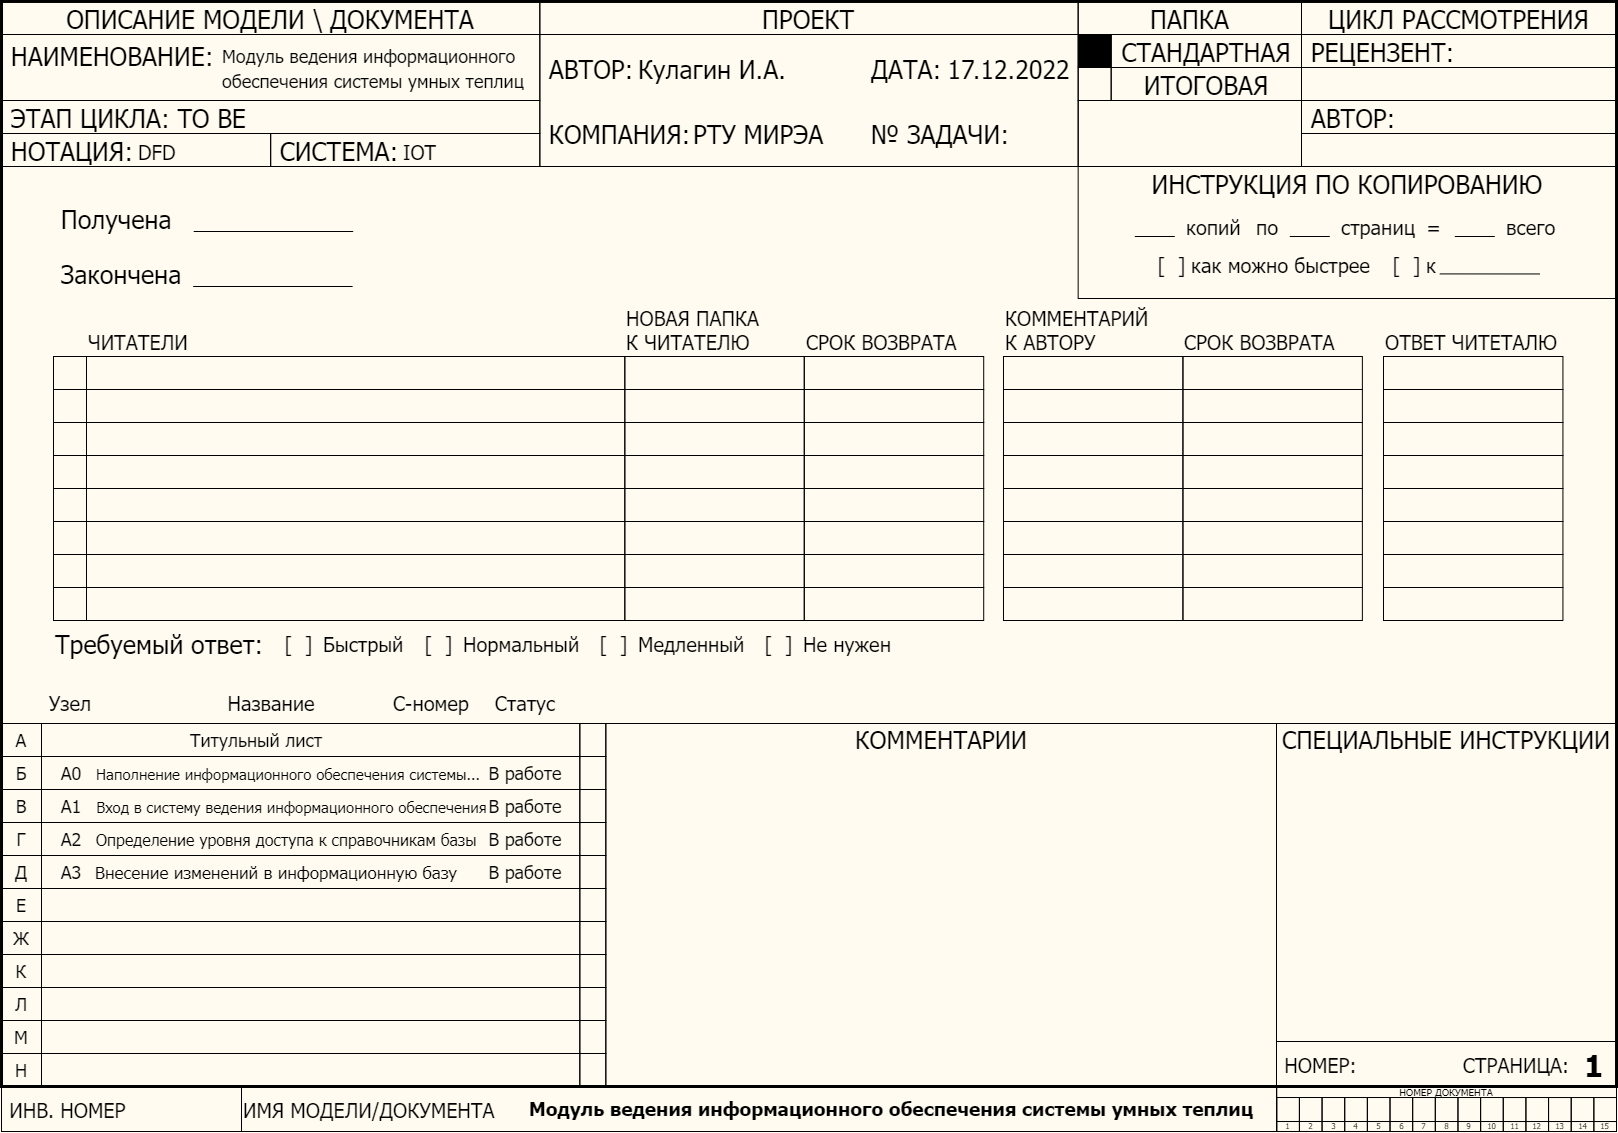 ОПИСАНИЕ МОДЕЛИ \ ДОКУМЕНТА
ПРОЕКТ
ПАПКА
ЦИКЛ РАССМОТРЕНИЯ
НАИМЕНОВАНИЕ: Модуль ведения информационного
обеспечения системы умных теплиц
АВТОР: Кулагин И.А.
ДАТА: 17.12.2022
СТАНДАРТНАЯ
РЕЦЕНЗЕНТ:
ИТОГОВАЯ
ЭТАП ЦИКЛА: TO BE
КОМПАНИЯ: РТУ МИРЭА
№ ЗАДАЧИ:
АВТОР:
НОТАЦИЯ: DFD
СИСТЕМА: IOT
ИНСТРУКЦИЯ ПО КОПИРОВАНИЮ
Получена ________
____ копий по ____ страниц = ____ всего
Закончена ________
[ ] как можно быстрее [ ] к ________
ЧИТАТЕЛИ
НОВАЯ ПАПКА
К ЧИТАТЕЛЮ
СРОК ВОЗВРАТА
КОММЕНТАРИЙ
К АВТОРУ
СРОК ВОЗВРАТА
ОТВЕТ ЧИТЕТАЛЮ
Требуемый ответ: [ ] Быстрый [ ] Нормальный [ ] Медленный [ ] Не нужен
Узел Название С-номер Статус
А Титульный лист
Б А0 Наполнение информационного обеспечения системы... В работе
В А1 Вход в систему ведения информационного обеспечения В работе
Г А2 Определение уровня доступа к справочникам базы В работе
Д А3 Внесение изменений в информационную базу В работе
Е
Ж
К
Л
М
Н
КОММЕНТАРИИ
СПЕЦИАЛЬНЫЕ ИНСТРУКЦИИ
НОМЕР:
СТРАНИЦА: 1
ИНВ. НОМЕР
ИМЯ МОДЕЛИ/ДОКУМЕНТА Модуль ведения информационного обеспечения системы умных теплиц
НОМЕР ДОКУМЕНТА
1 2 3 4 5 6 7 8 9 10 11 12 13 14 15